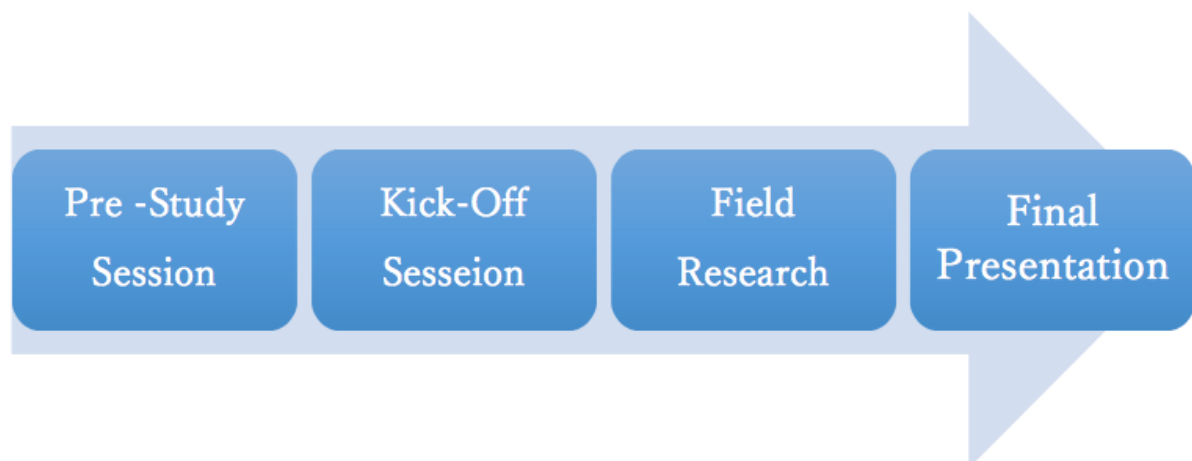 Pre -Study
Session
Kick-Off
Sesseion
Field
Research
Final
Presentation